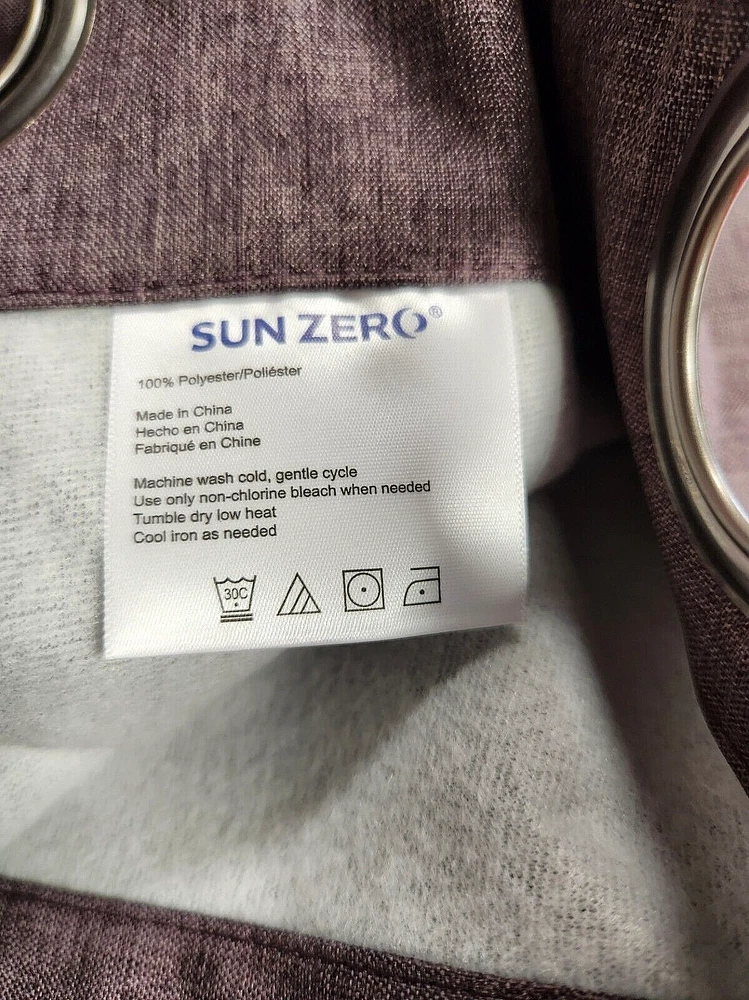 SUN ZERO®
100% Polyester/Poliéster
Made in China
Hecho en China
Fabriqué en Chine
Machine wash cold, gentle cycle
Use only non-chlorine bleach when needed
Tumble dry low heat
Cool iron as needed
30C